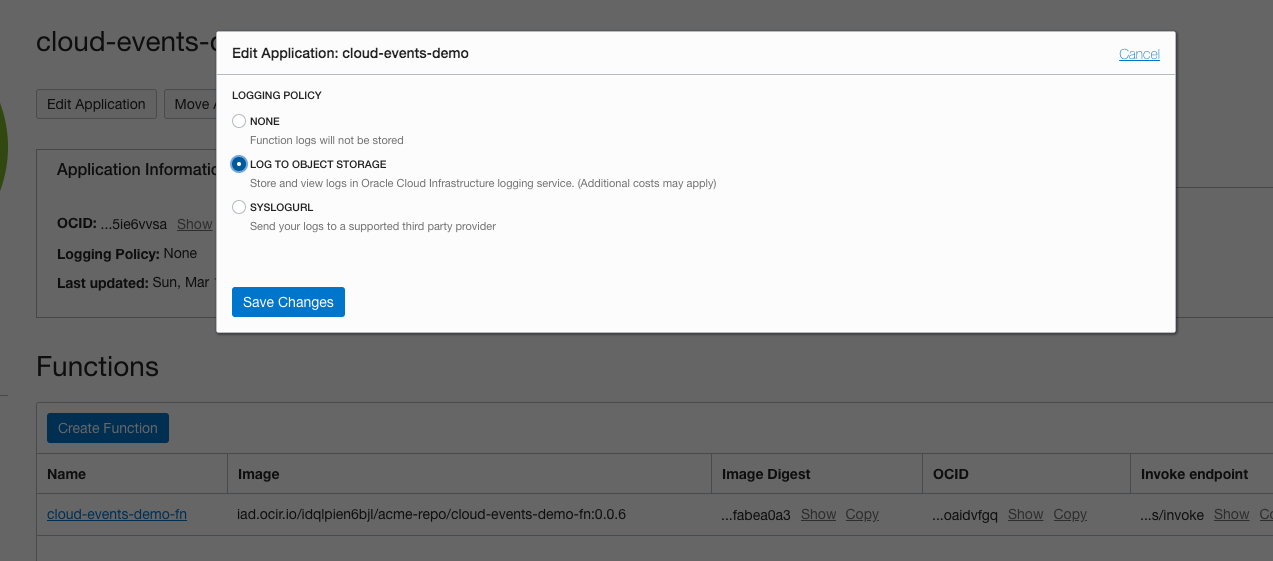 cloud-events-
Edit Application: cloud-events-demo
Cancel
LOGGING POLICY
NONE
Function logs will not be stored
LOG TO OBJECT STORAGE
Store and view logs in Oracle Cloud Infrastructure logging service. (Additional costs may apply)
SYSLOGURL
Send your logs to a supported third party provider
Save Changes
Edit Application
Move
Application Informatio
OCID: ...5ie6vvsa Show
Logging Policy: None
Last updated: Sun, Mar
Functions
Create Function
Name Image Image Digest OCID Invoke endpoint
cloud-events-demo-fn iad.ocir.io/idqlpien6bjl/acme-repo/cloud-events-demo-fn:0.0.6 ...fabea0a3 Show Copy ...oaidvfgq Show Copy ...s/invoke Show